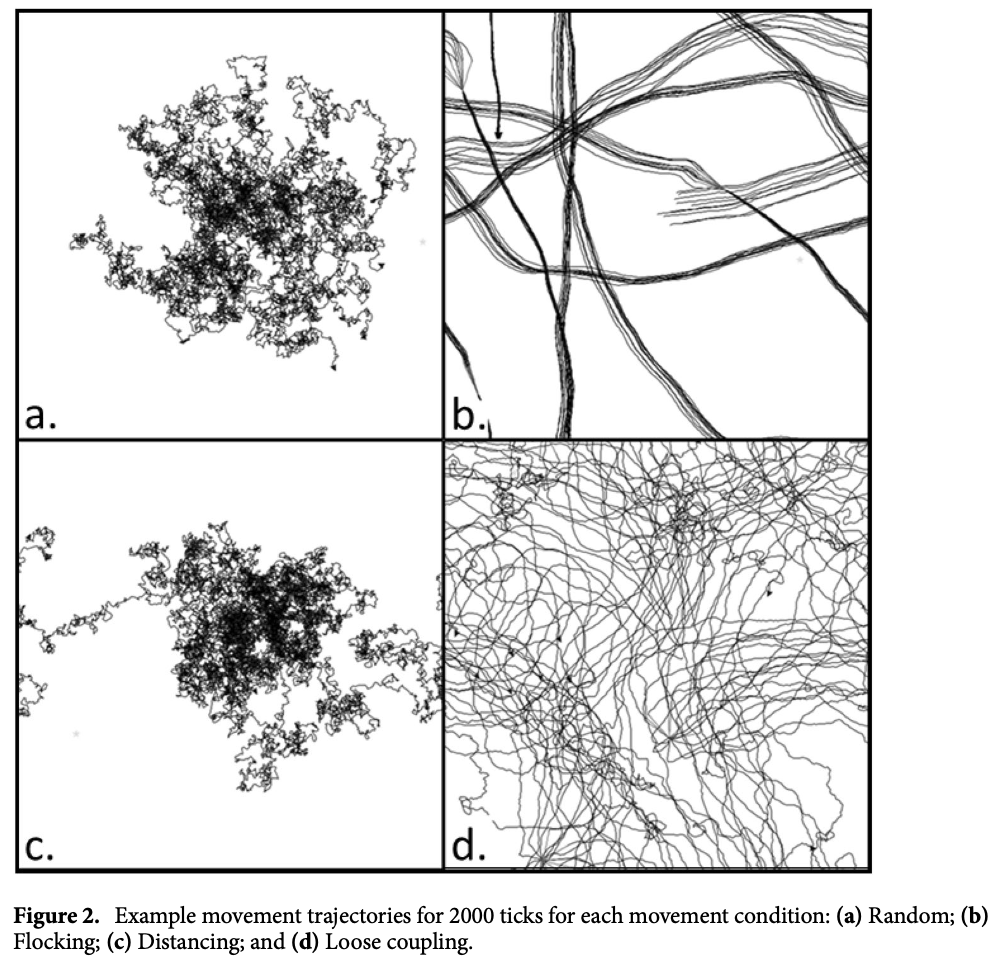 a.
b.
c.
d.
Figure 2. Example movement trajectories for 2000 ticks for each movement condition: (a) Random; (b)
Flocking; (c) Distancing; and (d) Loose coupling.